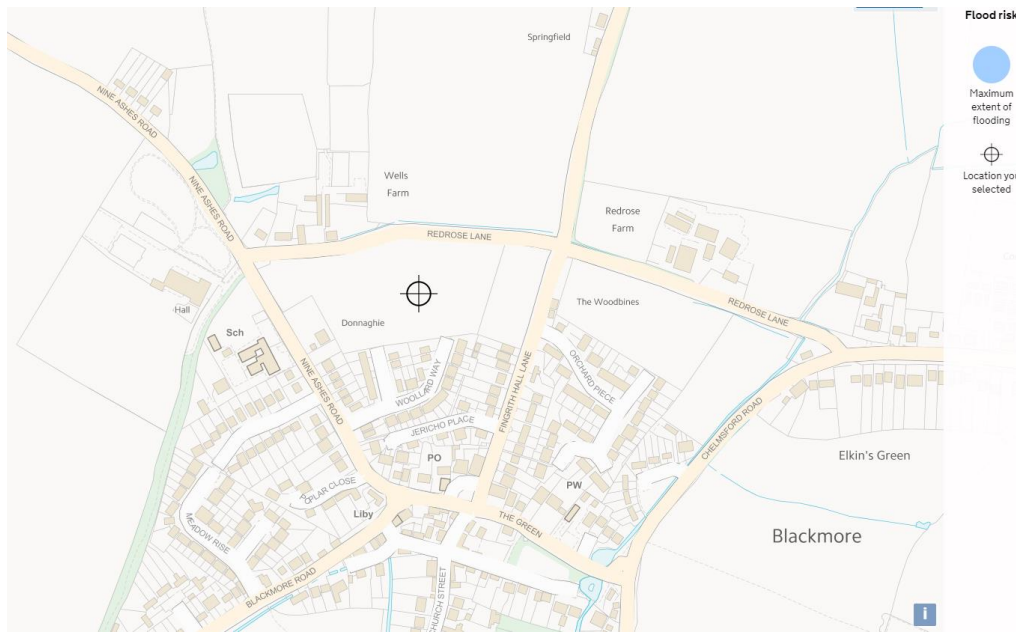 Flood risk
Springfield
Maximum
extent of
flooding
NINE ASHES ROAD
Location you
selected
Wells
Farm
NINE ASHES ROAD
Redrose
Farm
REDROSE LANE
The Woodbines
REDROSE LANE
Hall
Donnaghie
Sch
NINE ASHES ROAD
WOOLLARD WAY
ORCHARD PIECE
FINGRITH HALL LANE
JERICHO PLACE
CHELMSFORD ROAD
PO
Elkin's Green
PW
POPLAR CLOSE
Liby
THE GREEN
MEADOW RISE
Blackmore
BLACKMORE ROAD
CHURCH STREET
i